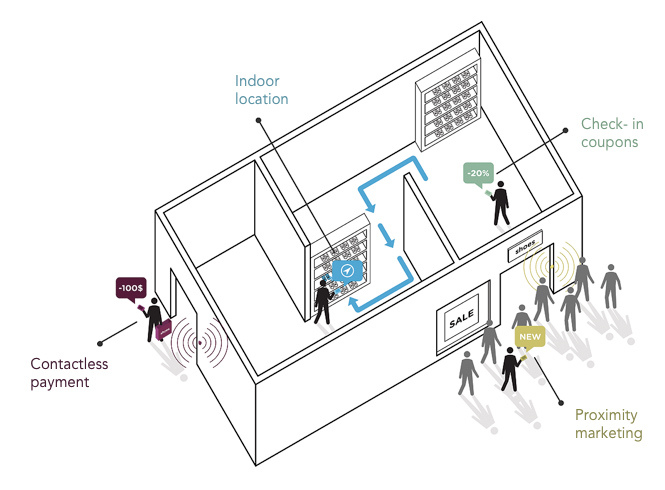 Indoor
location
Check- in
coupons
-20%
shoes
-100$
SALE
NEW
Contactless
payment
Proximity
marketing